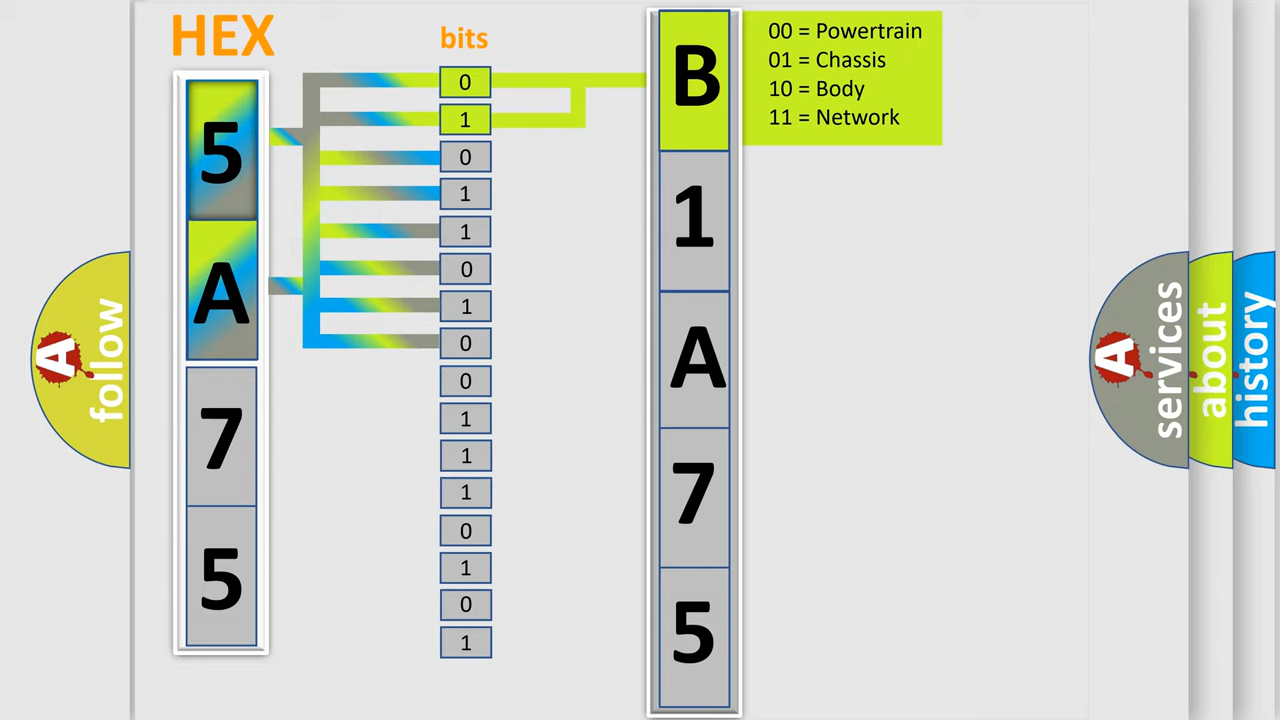 HEX
bits
5
A
7
5
0
1
0
1
1
0
1
0
0
1
1
1
0
1
0
1
B
1
A
7
5
00 = Powertrain
01 = Chassis
10 = Body
11 = Network
A
follow
A
services
about
history